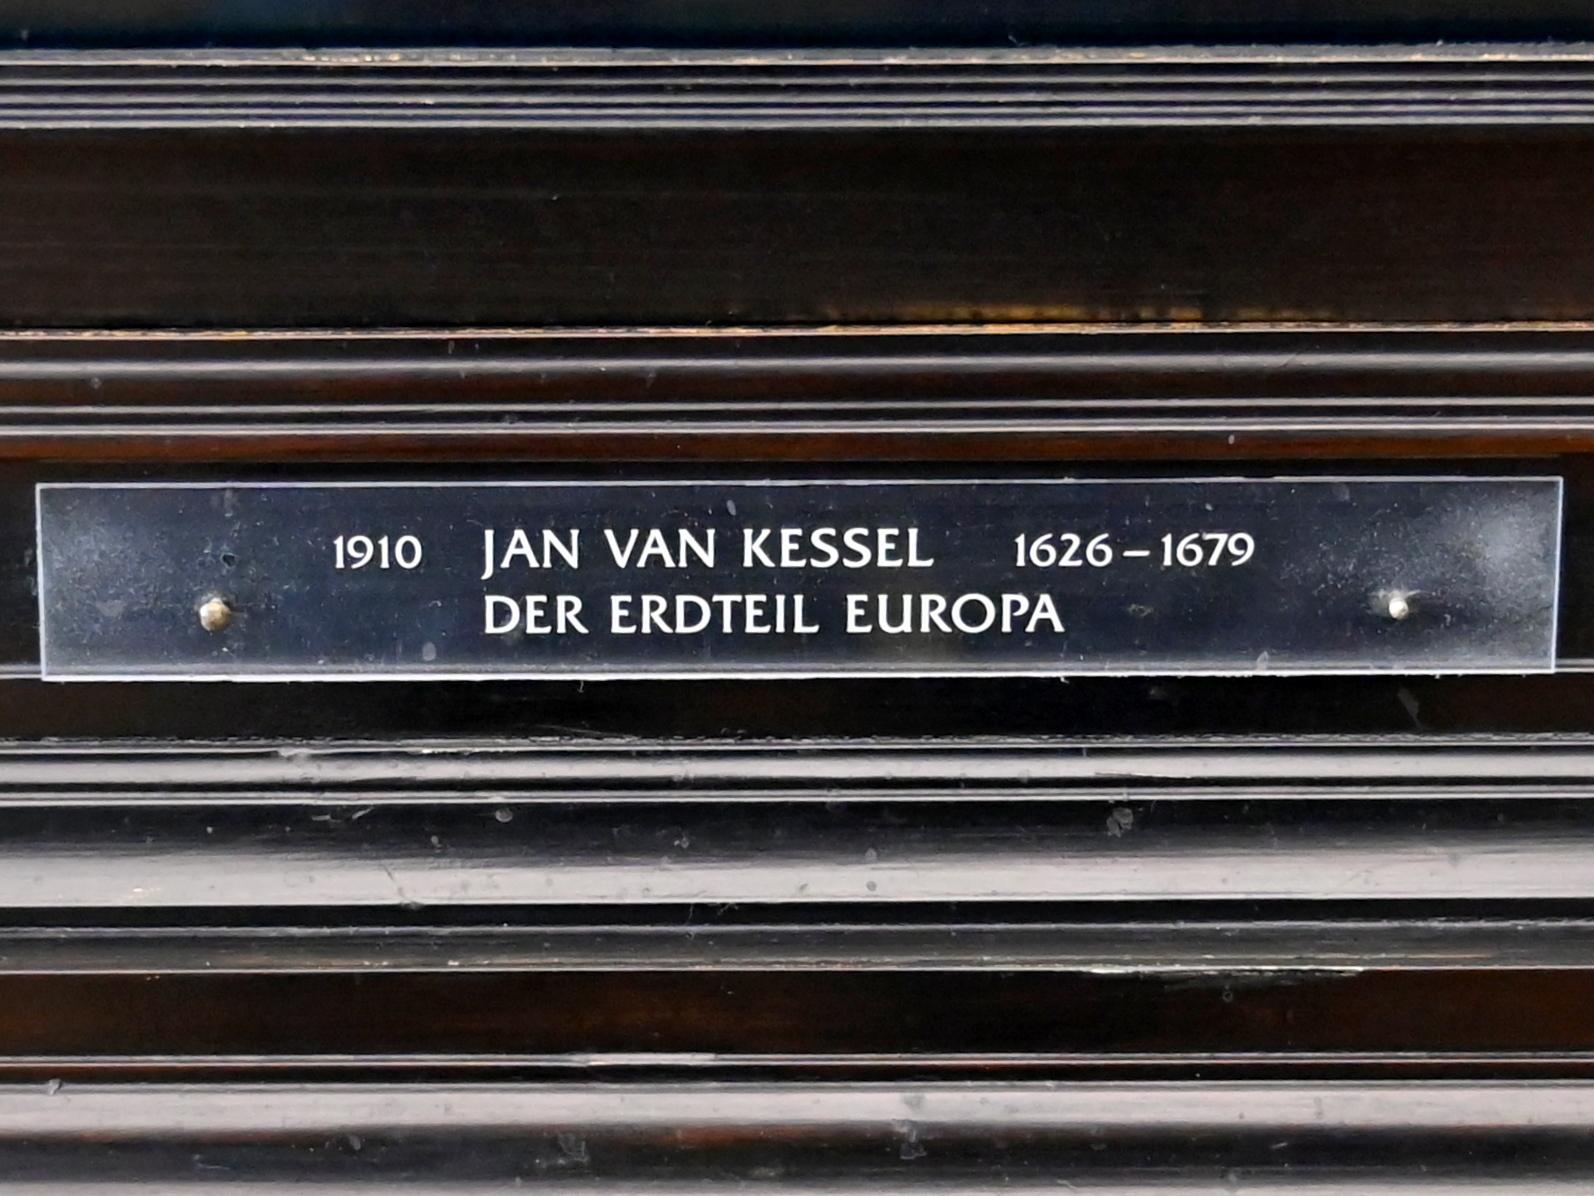 1910 JAN VAN KESSEL 1626 – 1679
DER ERDTEIL EUROPA